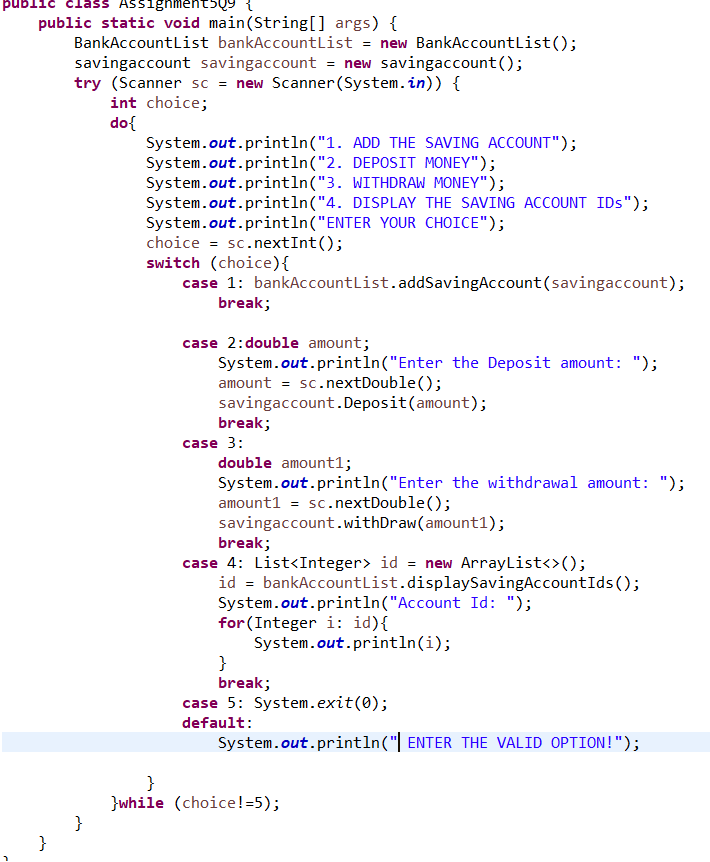 public class Assignment5Q9 {
public static void main(String[] args) {
BankAccountList bankAccountList = new BankAccountList();
savingaccount savingaccount = new savingaccount();
try (Scanner sc = new Scanner(System.in)) {
int choice;
do{
System.out.println("1. ADD THE SAVING ACCOUNT");
System.out.println("2. DEPOSIT MONEY");
System.out.println("3. WITHDRAW MONEY");
System.out.println("4. DISPLAY THE SAVING ACCOUNT IDs");
System.out.println("ENTER YOUR CHOICE");
choice = sc.nextInt();
switch (choice){
case 1: bankAccountList.addSavingAccount(savingaccount);
break;
case 2:double amount;
System.out.println("Enter the Deposit amount: ");
amount = sc.nextDouble();
savingaccount.Deposit(amount);
break;
case 3:
double amount1;
System.out.println("Enter the withdrawal amount: ");
amount1 = sc.nextDouble();
savingaccount.withDraw(amount1);
break;
case 4: List<Integer> id = new ArrayList<>();
id = bankAccountList.displaySavingAccountIds();
System.out.println("Account Id: ");
for(Integer i: id){
System.out.println(i);
}
break;
case 5: System.exit(0);
default:
System.out.println(" ENTER THE VALID OPTION!");
}
}while (choice!=5);
}
}
}